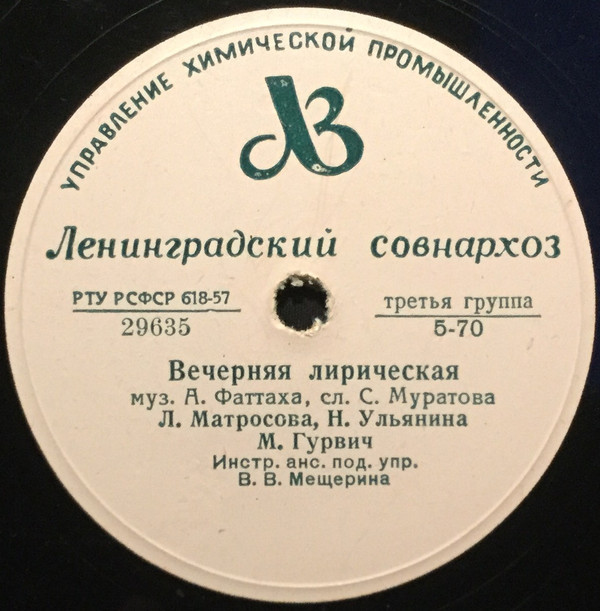 УПРАВЛЕНИЕ ХИМИЧЕСКОЙ ПРОМЫШЛЕННОСТИ
ЛЗ
Ленинградский совнархоз
РТУ РСФСР 618-57 третья группа
29635 5-70
Вечерняя лирическая
муз. А. Фаттаха, сл. С. Муратова
Л. Матросова, Н. Ульянина
М. Гурвич
Инстр. анс. под. упр.
В. В. Мещерина